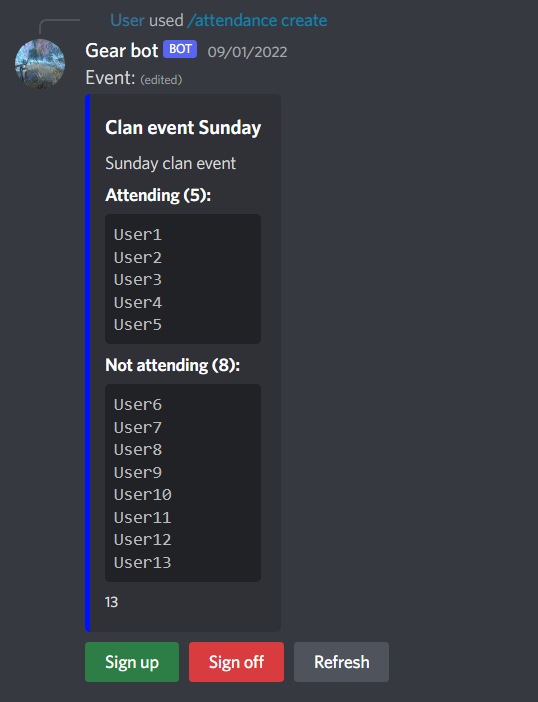 User used /attendance create
Gear bot BOT 09/01/2022
Event: (edited)
Clan event Sunday
Sunday clan event
Attending (5):
User1
User2
User3
User4
User5
Not attending (8):
User6
User7
User8
User9
User10
User11
User12
User13
13
Sign up Sign off Refresh